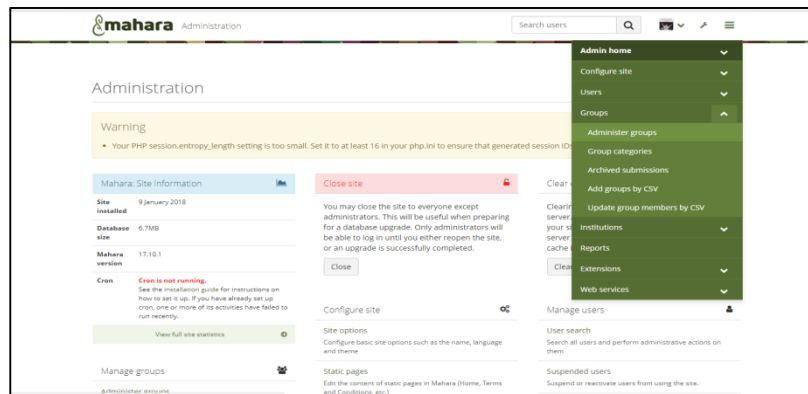 mahara Administration
Search users
Admin home
Configure site
Users
Groups
Administer groups
Group categories
Archived submissions
Add groups by CSV
Update group members by CSV
Institutions
Reports
Extensions
Web services
Administration
Warning
Your PHP session.entropy_length setting is too small. Set it to at least 16 in your php.ini to ensure that generated session IDs
Mahara: Site information
Site installed 9 January 2018
Database size 6.7MB
Mahara version 17.10.1
Cron Cron is not running.
See the installation guide for instructions on
how to set it up. If you have already set up
cron, one or more of its activities have failed to
run recently.
View full site statistics
Manage groups
Administer groups
Close site
You may close the site to everyone except
administrators. This will be useful when preparing
for a database upgrade. Only administrators will
be able to log in until you either reopen the site,
or an upgrade is successfully completed.
Close
Configure site
Site options
Configure basic site options such as the name, language
and theme
Static pages
Edit the content of static pages in Mahara (Home, Terms
and Conditions, etc.)
Clear
Clearin
server.
your si
server
cache i
Clea
Manage users
User search
Search all users and perform administrative actions on
them
Suspended users
Suspend or reactivate users from using the site.